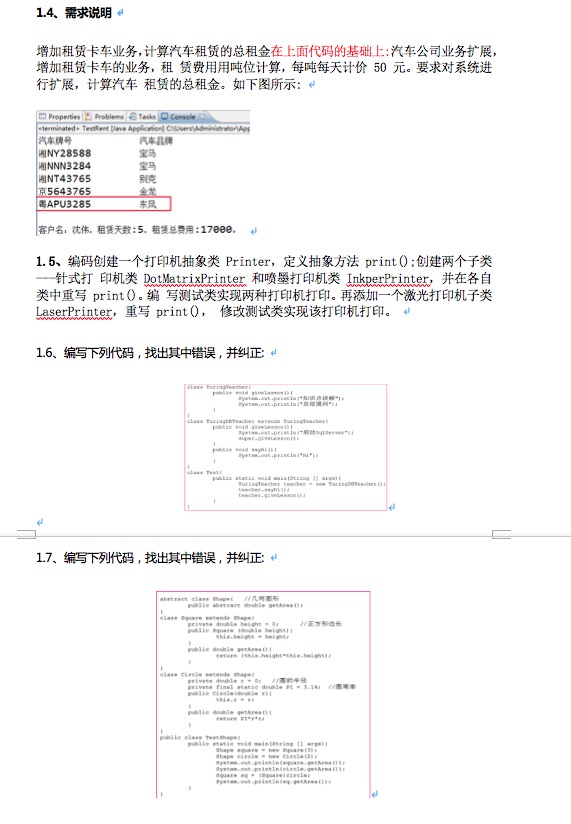 1.4、需求说明
增加租赁卡车业务,计算汽车租赁的总租金在上面代码的基础上:汽车公司业务扩展,
增加租赁卡车的业务,租 赁费用用吨位计算,每吨每天计价 50 元。要求对系统进
行扩展,计算汽车 租赁的总租金。如下图所示:
Properties Problems Tasks Console
<terminated> TestRent [Java Application] C:\Users\Administrator\App
汽车牌号 汽车品牌
湘NY28588 宝马
湘NNN3284 宝马
湘NT43765 别克
京5643765 金龙
粤APU3285 东风
客户名: 沈伟, 租赁天数:5, 租赁总费用:17000。
1.5、编码创建一个打印机抽象类 Printer,定义抽象方法 print();创建两个子类
---针式打 印机类 DotMatrixPrinter 和喷墨打印机类 InkperPrinter,并在各自
类中重写 print()。编 写测试类实现两种打印机打印。再添加一个激光打印机子类
LaserPrinter,重写 print(), 修改测试类实现该打印机打印。
1.6、编写下列代码,找出其中错误,并纠正:
class TuringTeacher{
public void giveLesson(){
System.out.println("知识点讲解");
System.out.println("总结提问");
}
}
class TuringDBTeacher extends TuringTeacher{
public void giveLesson(){
System.out.println("启动SqlServer");
super.giveLesson();
}
public void sayHi(){
System.out.println("Hi");
}
}
class Test{
public static void main(String [] args){
TuringTeacher teacher = new TuringDBTeacher();
teacher.sayHi();
teacher.giveLesson();
}
}
1.7、编写下列代码,找出其中错误,并纠正:
abstract class Shape{ //几何图形
public abstract double getArea();
}
class Square extends Shape{
private double height = 0; //正方形边长
public Square (double height){
this.height = height;
}
public double getArea(){
return (this.height*this.height);
}
}
class Circle extends Shape{
private double r = 0; //圆的半径
private final static double PI = 3.14; //圆周率
public Circle(double r){
this.r = r;
}
public double getArea(){
return PI*r*r;
}
}
public class TestShape{
public static void main(String [] args){
Shape square = new Square(3);
Shape circle = new Circle(2);
System.out.println(square.getArea());
System.out.println(circle.getArea());
Square sq = (Square)circle;
System.out.println(sq.getArea());
}
}